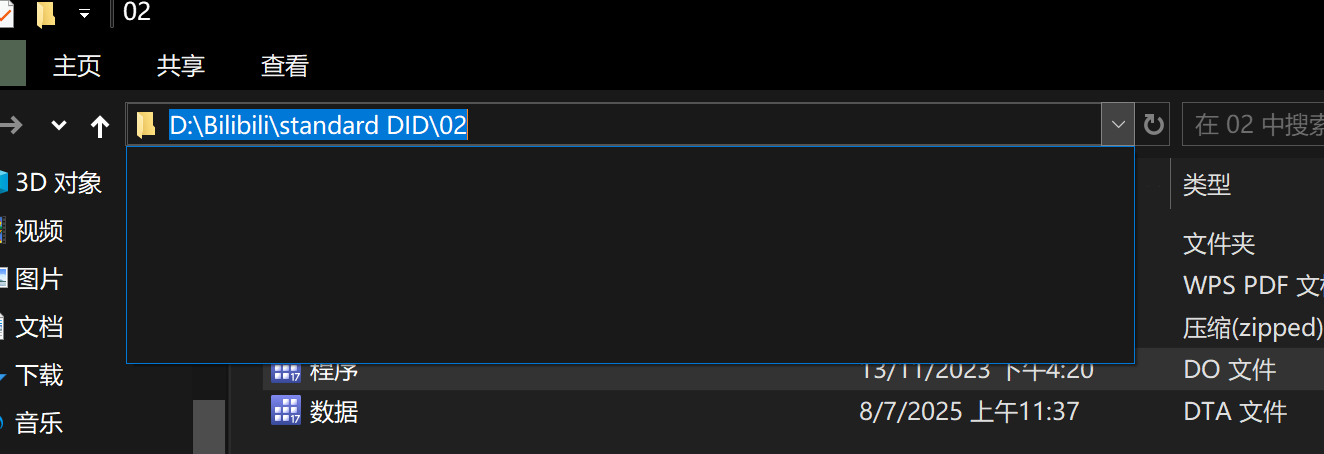 02
主页 共享 查看
D:\Bilibili\standard DID\02
在 02 中搜索
3D 对象
类型
视频
文件夹
图片
WPS PDF 文
文档
压缩(zipped)
下载
程序 13/11/2023 下午4:20 DO 文件
数据 8/7/2025 上午11:37 DTA 文件
音乐